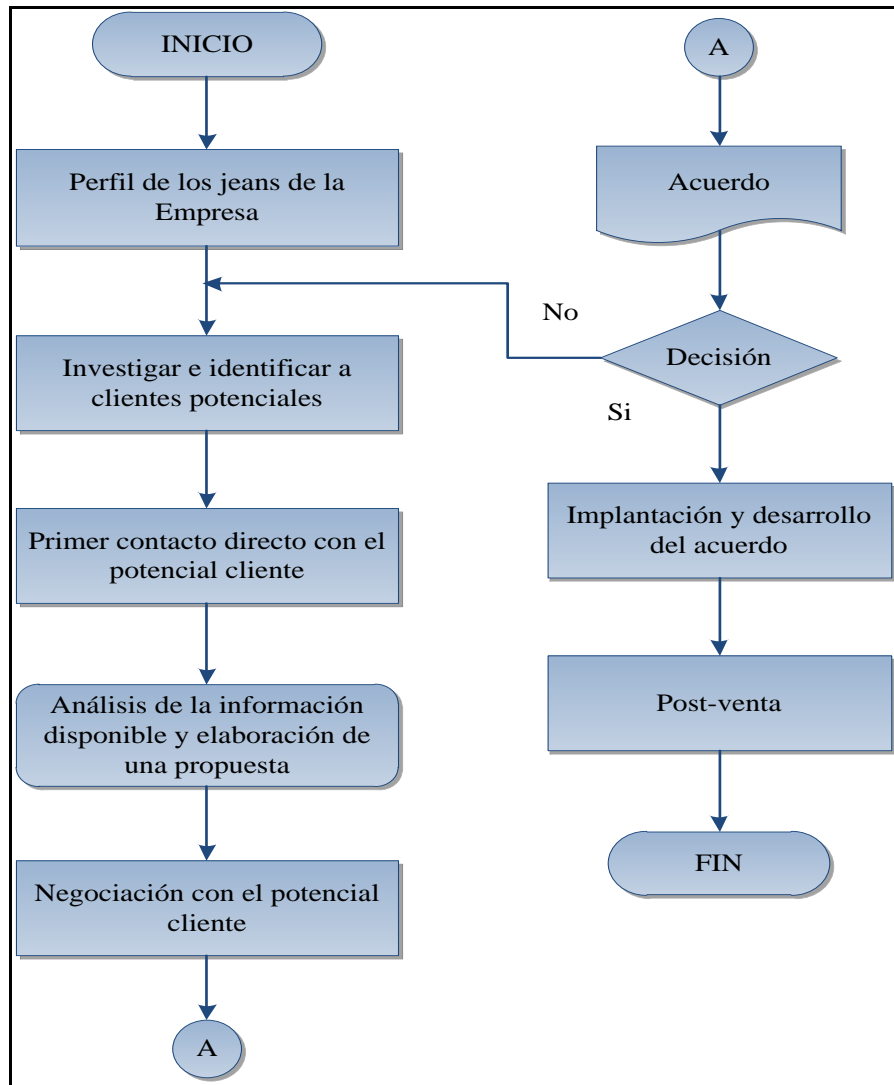 INICIO
Perfil de los jeans de la
Empresa
Investigar e identificar a
clientes potenciales
Primer contacto directo con el
potencial cliente
Análisis de la información
disponible y elaboración de
una propuesta
Negociación con el potencial
cliente
A
A
Acuerdo
No
Decisión
Si
Implantación y desarrollo
del acuerdo
Post-venta
FIN